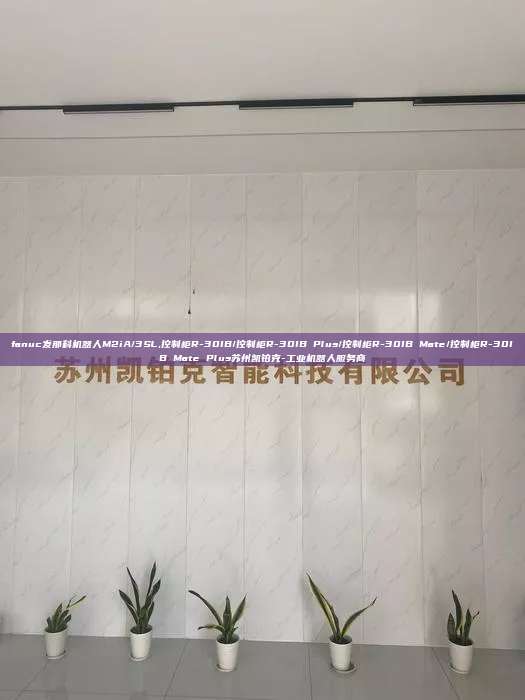 fanuc发那科机器人M2iA/3SL,控制柜R-30IB/控制柜R-30IB Plus/控制柜R-30IB Mate/控制柜R-30I
B Mate Plus苏州凯铂克-工业机器人服务商
苏州凯铂克智能科技有限公司